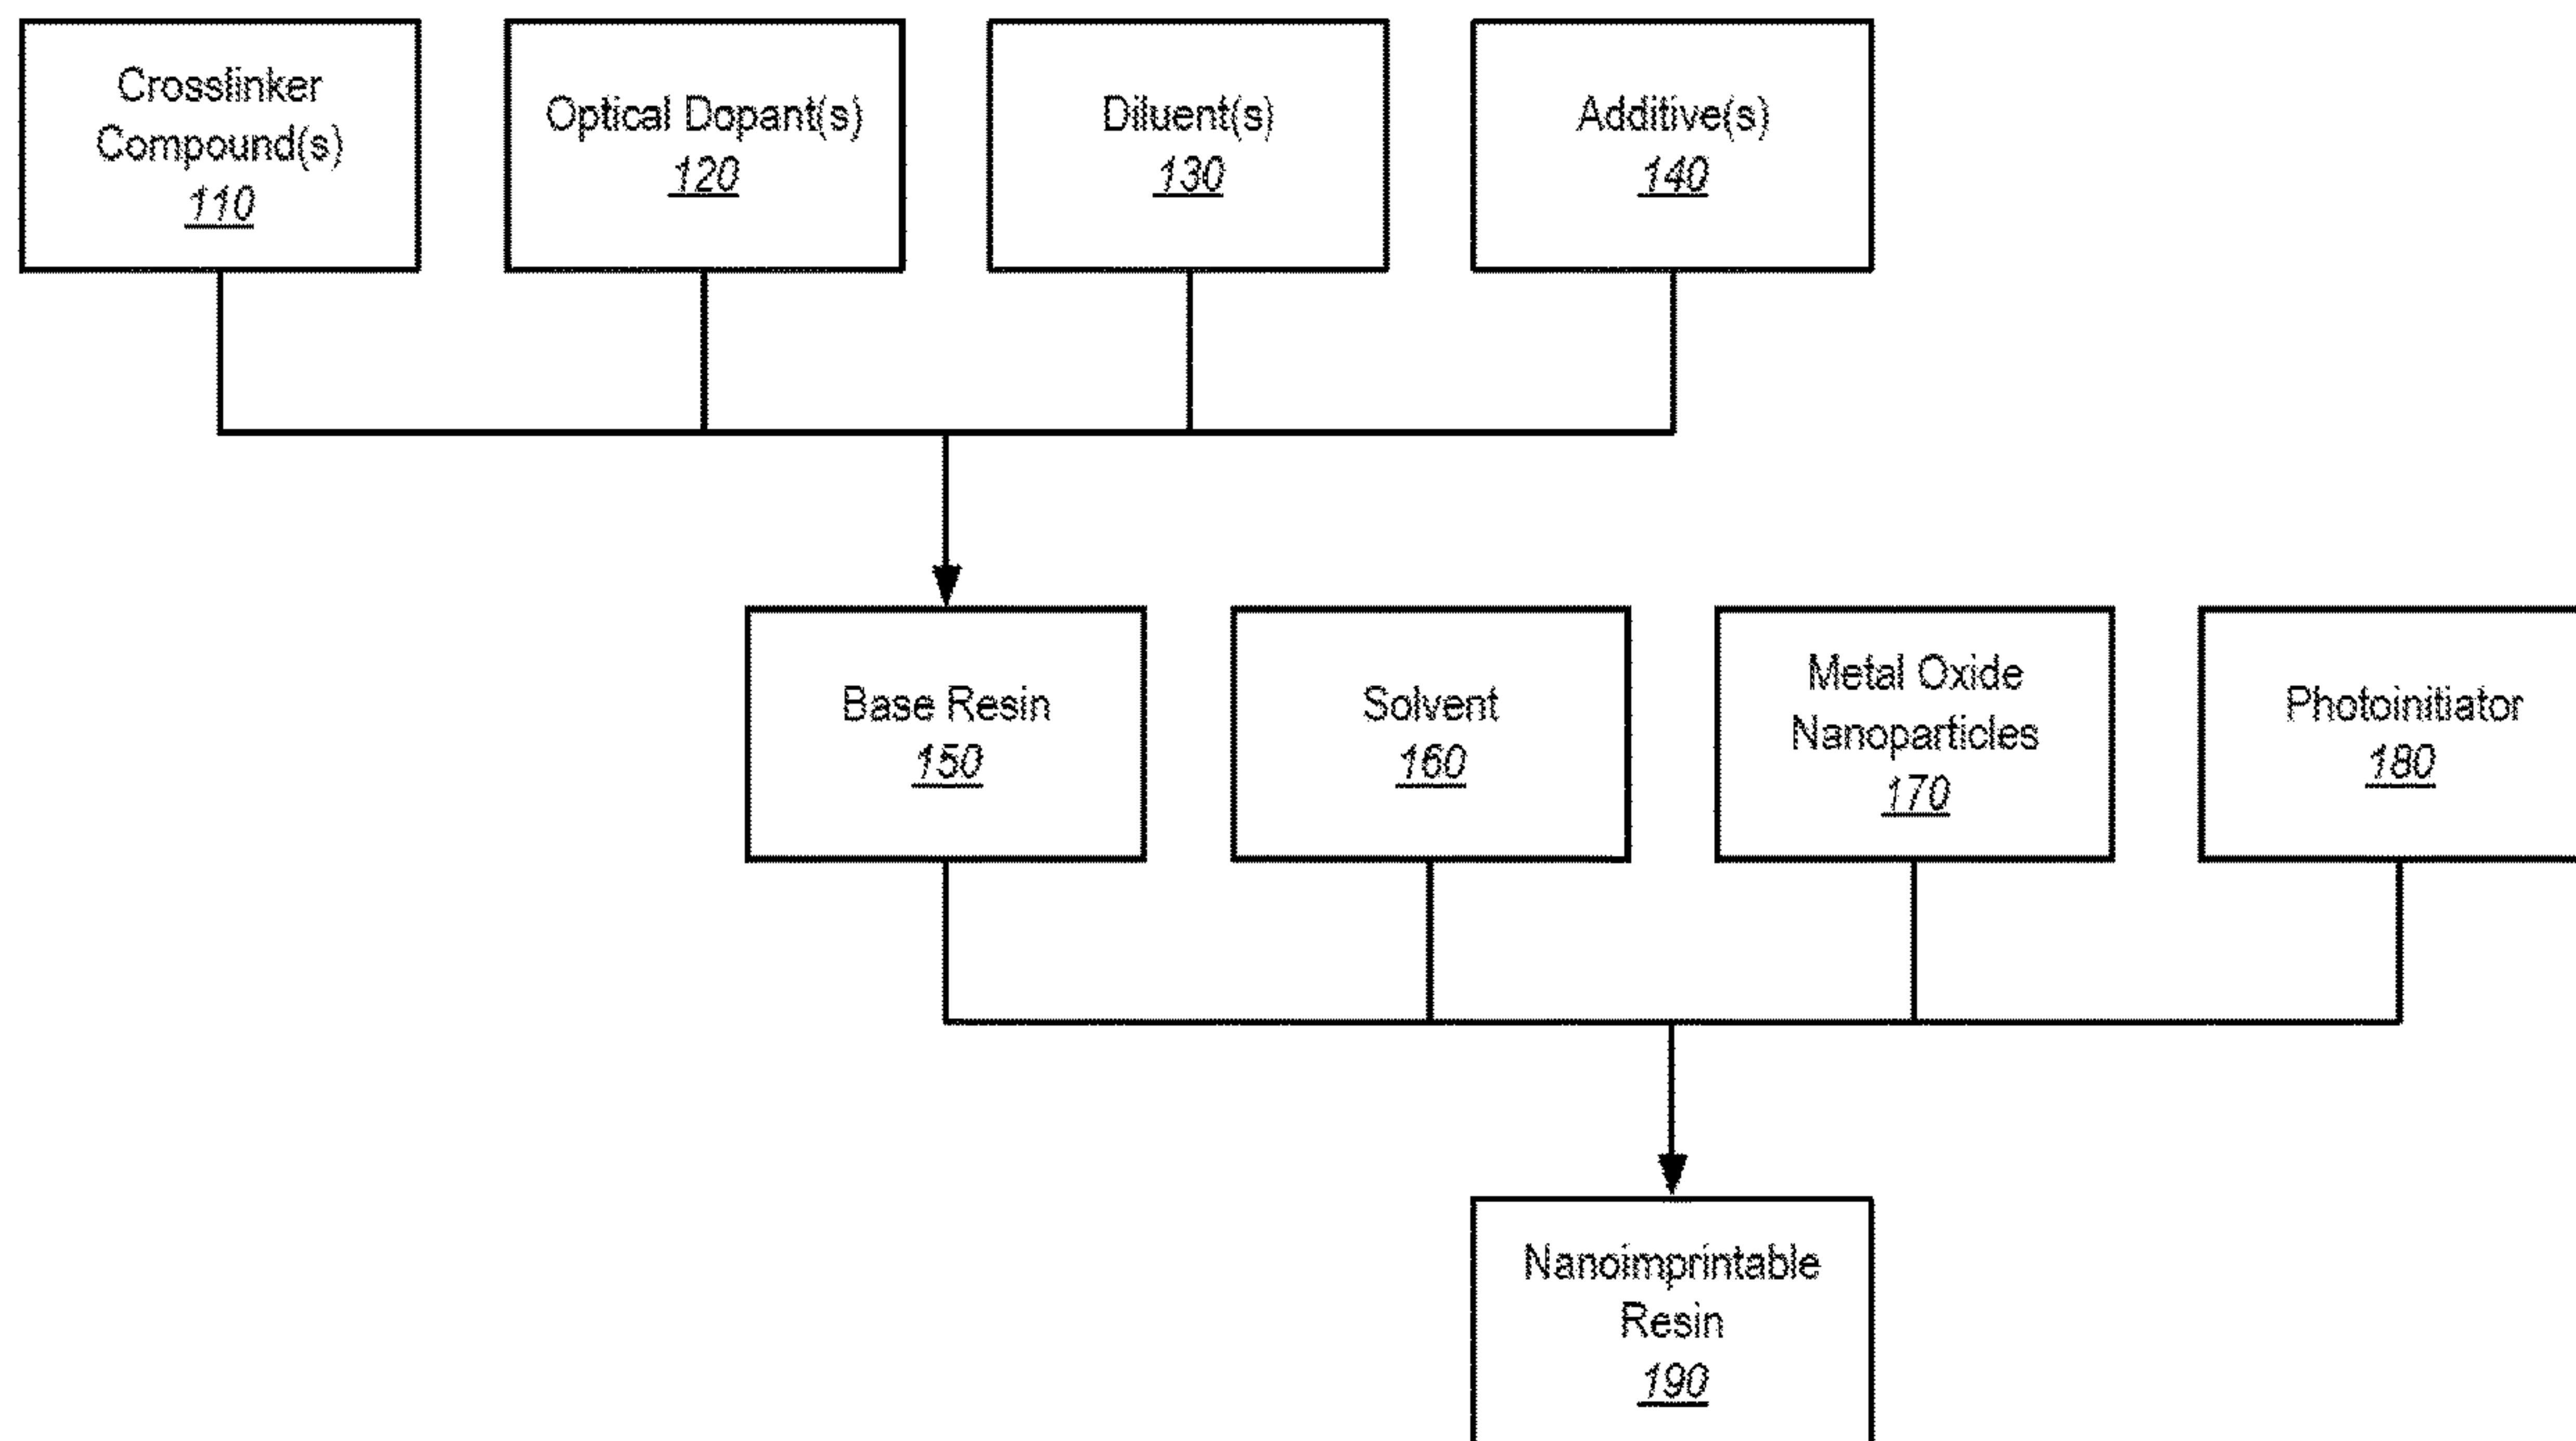 Crosslinker
Compound(s)
110
Optical Dopant(s)
120
Diluent(s)
130
Additive(s)
140
Base Resin
150
Solvent
160
Metal Oxide
Nanoparticles
170
Photoinitiator
180
Nanoimprintable
Resin
190